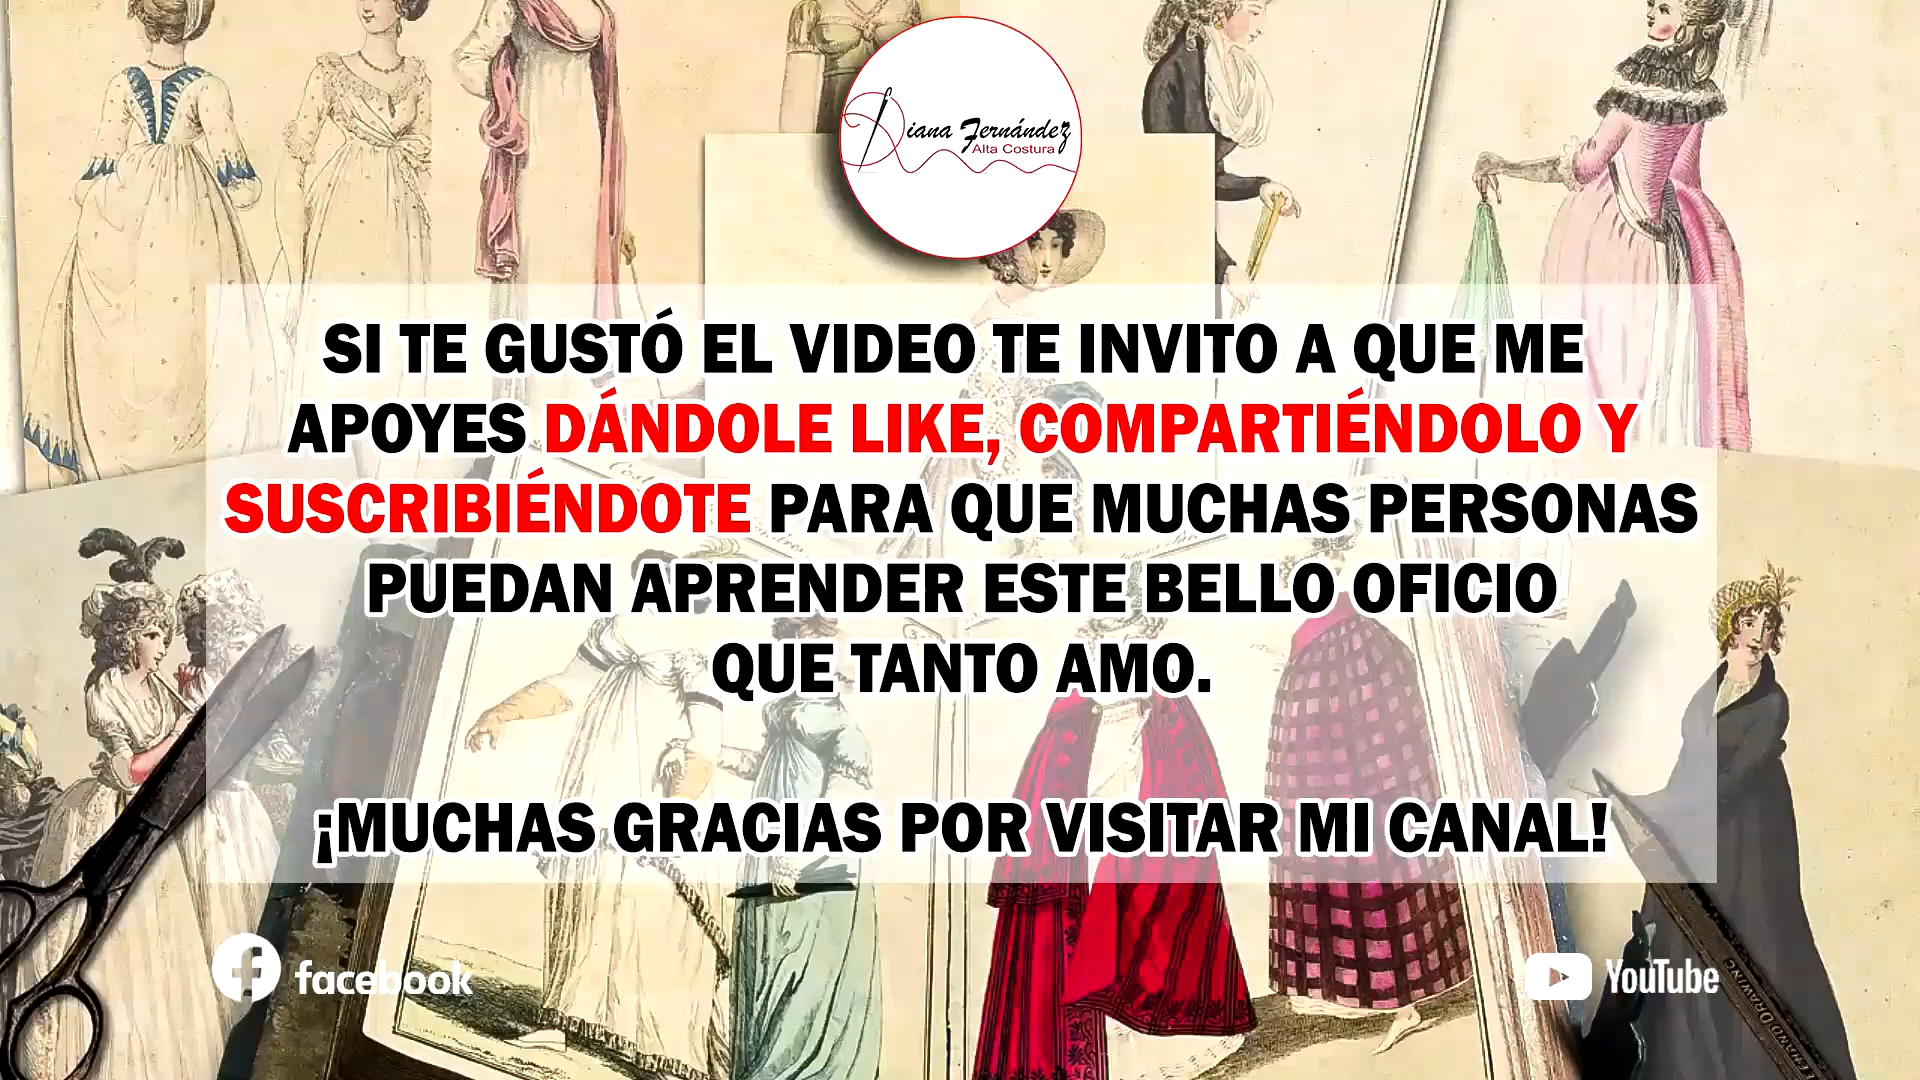 Diana Fernández
Alta Costura
SI TE GUSTÓ EL VIDEO TE INVITO A QUE ME
APOYES DÁNDOLE LIKE, COMPARTIÉNDOLO Y
SUSCRIBIÉNDOTE PARA QUE MUCHAS PERSONAS
PUEDAN APRENDER ESTE BELLO OFICIO
QUE TANTO AMO.
¡MUCHAS GRACIAS POR VISITAR MI CANAL!
facebook
YouTube